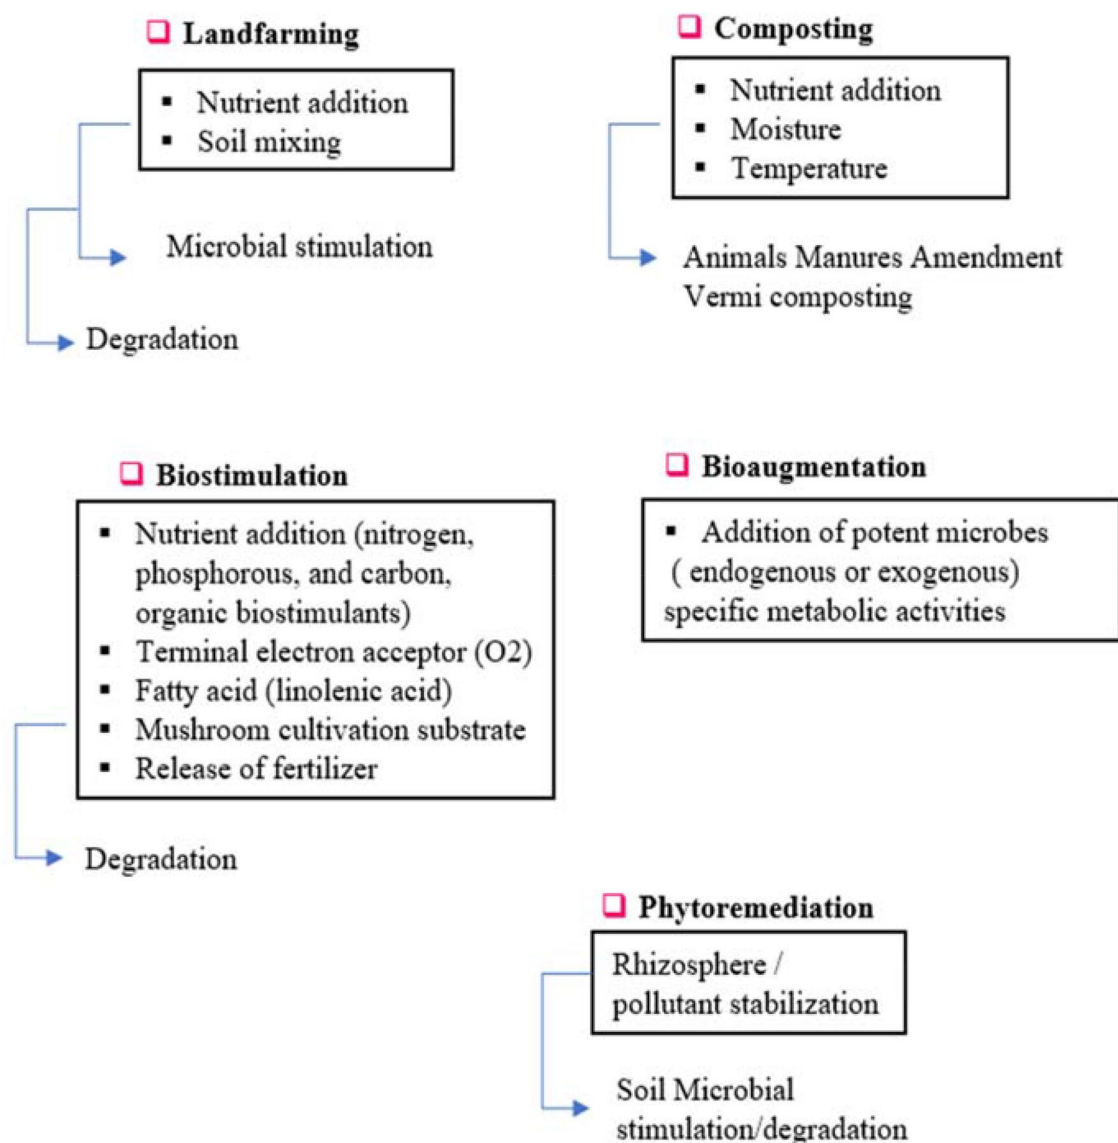 Landfarming
Nutrient addition
Soil mixing
Microbial stimulation
Degradation
Composting
Nutrient addition
Moisture
Temperature
Animals Manures Amendment
Vermi composting
Biostimulation
Nutrient addition (nitrogen,
phosphorous, and carbon,
organic biostimulants)
Terminal electron acceptor (O2)
Fatty acid (linolenic acid)
Mushroom cultivation substrate
Release of fertilizer
Degradation
Bioaugmentation
Addition of potent microbes
( endogenous or exogenous)
specific metabolic activities
Phytoremediation
Rhizosphere /
pollutant stabilization
Soil Microbial
stimulation/degradation